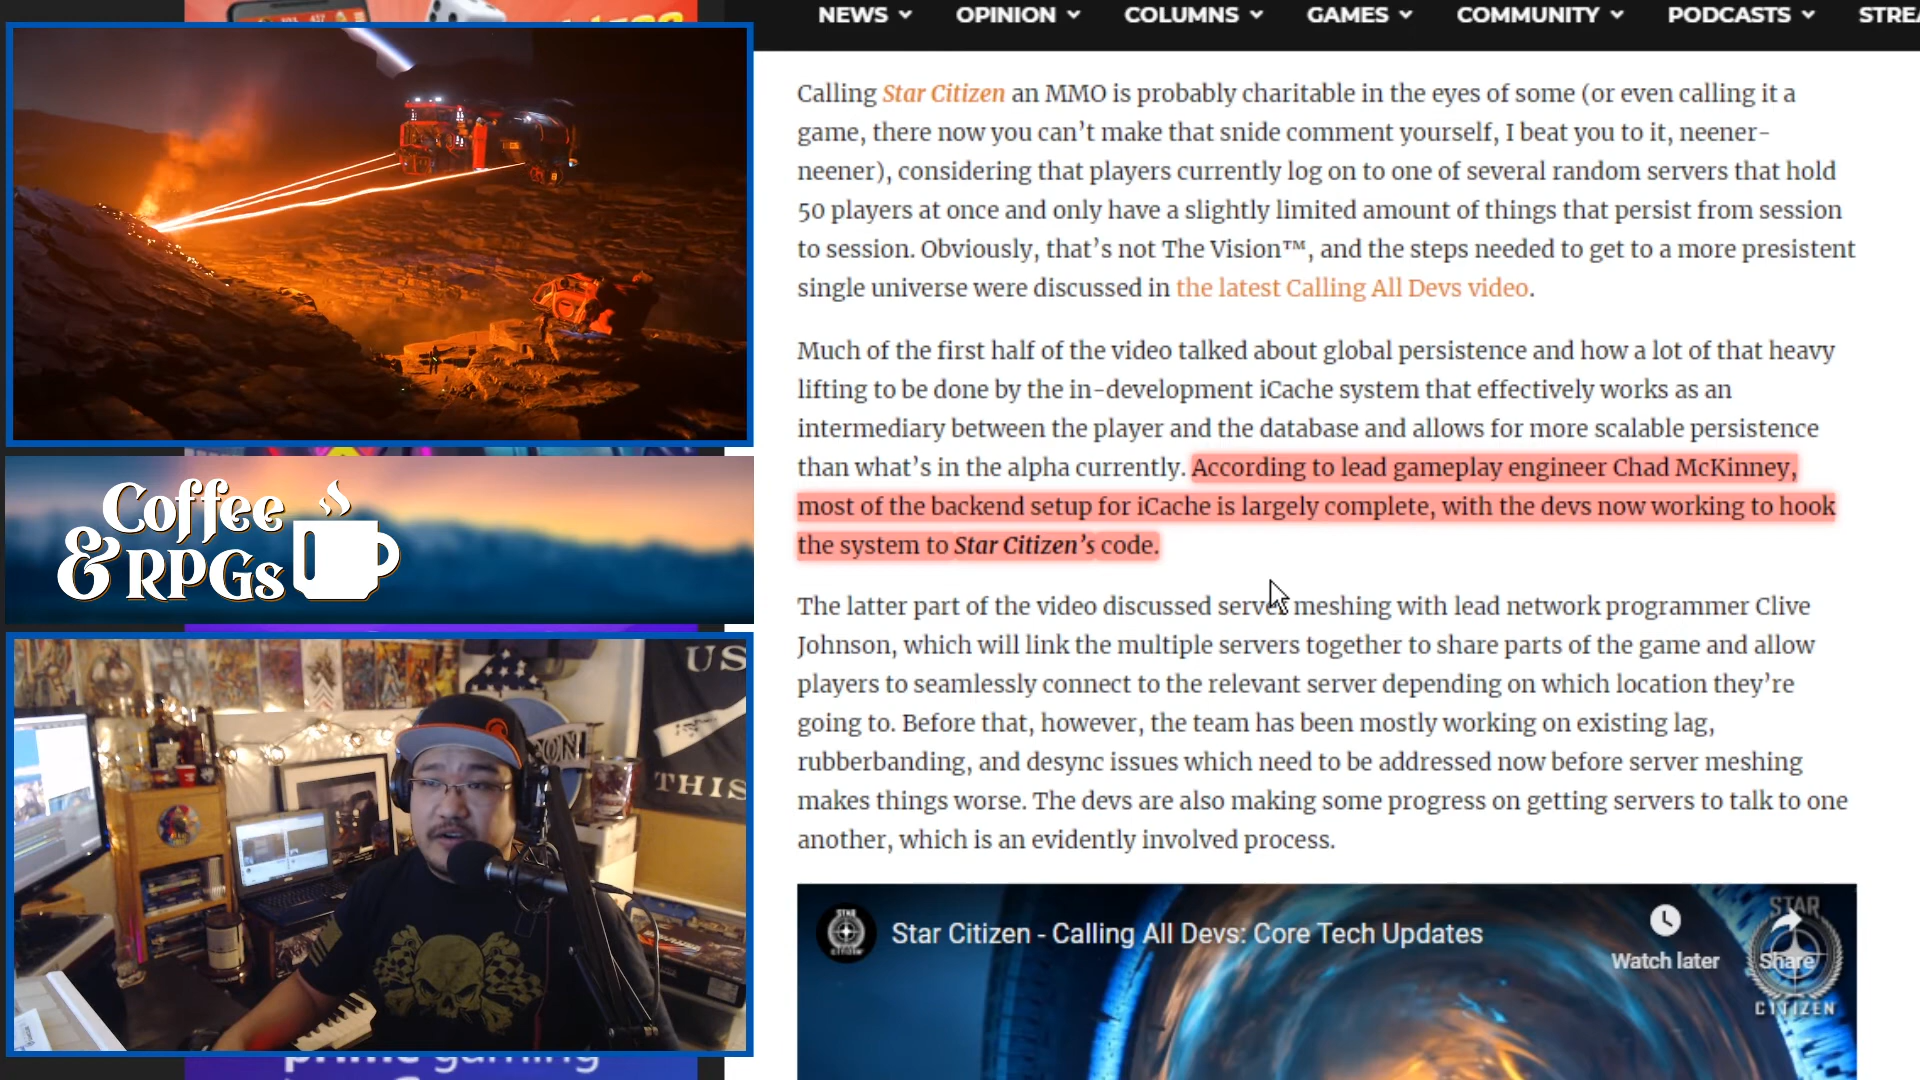 NEWS OPINION COLUMNS GAMES COMMUNITY PODCASTS
Calling Star Citizen an MMO is probably charitable in the eyes of some (or even calling it a
game, there now you can’t make that snide comment yourself, I beat you to it, neener-
neener), considering that players currently log on to one of several random servers that hold
50 players at once and only have a slightly limited amount of things that persist from session
to session. Obviously, that’s not The Vision™, and the steps needed to get to a more presistent
single universe were discussed in the latest Calling All Devs video.
Much of the first half of the video talked about global persistence and how a lot of that heavy
lifting to be done by the in-development iCache system that effectively works as an
intermediary between the player and the database and allows for more scalable persistence
than what’s in the alpha currently. According to lead gameplay engineer Chad McKinney,
most of the backend setup for iCache is largely complete, with the devs now working to hook
the system to Star Citizen’s code.
The latter part of the video discussed server meshing with lead network programmer Clive
Johnson, which will link the multiple servers together to share parts of the game and allow
players to seamlessly connect to the relevant server depending on which location they’re
going to. Before that, however, the team has been mostly working on existing lag,
rubberbanding, and desync issues which need to be addressed now before server meshing
makes things worse. The devs are also making some progress on getting servers to talk to one
another, which is an evidently involved process.
Star Citizen - Calling All Devs: Core Tech Updates
Watch later
Share
STAR
CITIZEN
Coffee
& RPGs
US
THIS
prime gaming